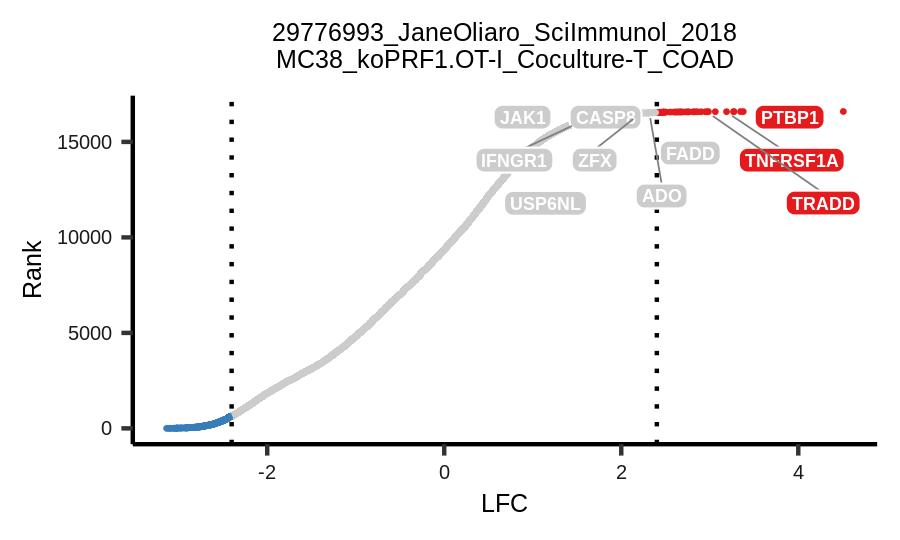 29776993_JaneOliaro_SciImmunol_2018
MC38_koPRF1.OT-I_Coculture-T_COAD
JAK1
CASP8
PTBP1
IFNGR1
ZFX
FADD
TNFRSF1A
USP6NL
ADO
TRADD
15000
10000
5000
0
Rank
-2
0
2
4
LFC